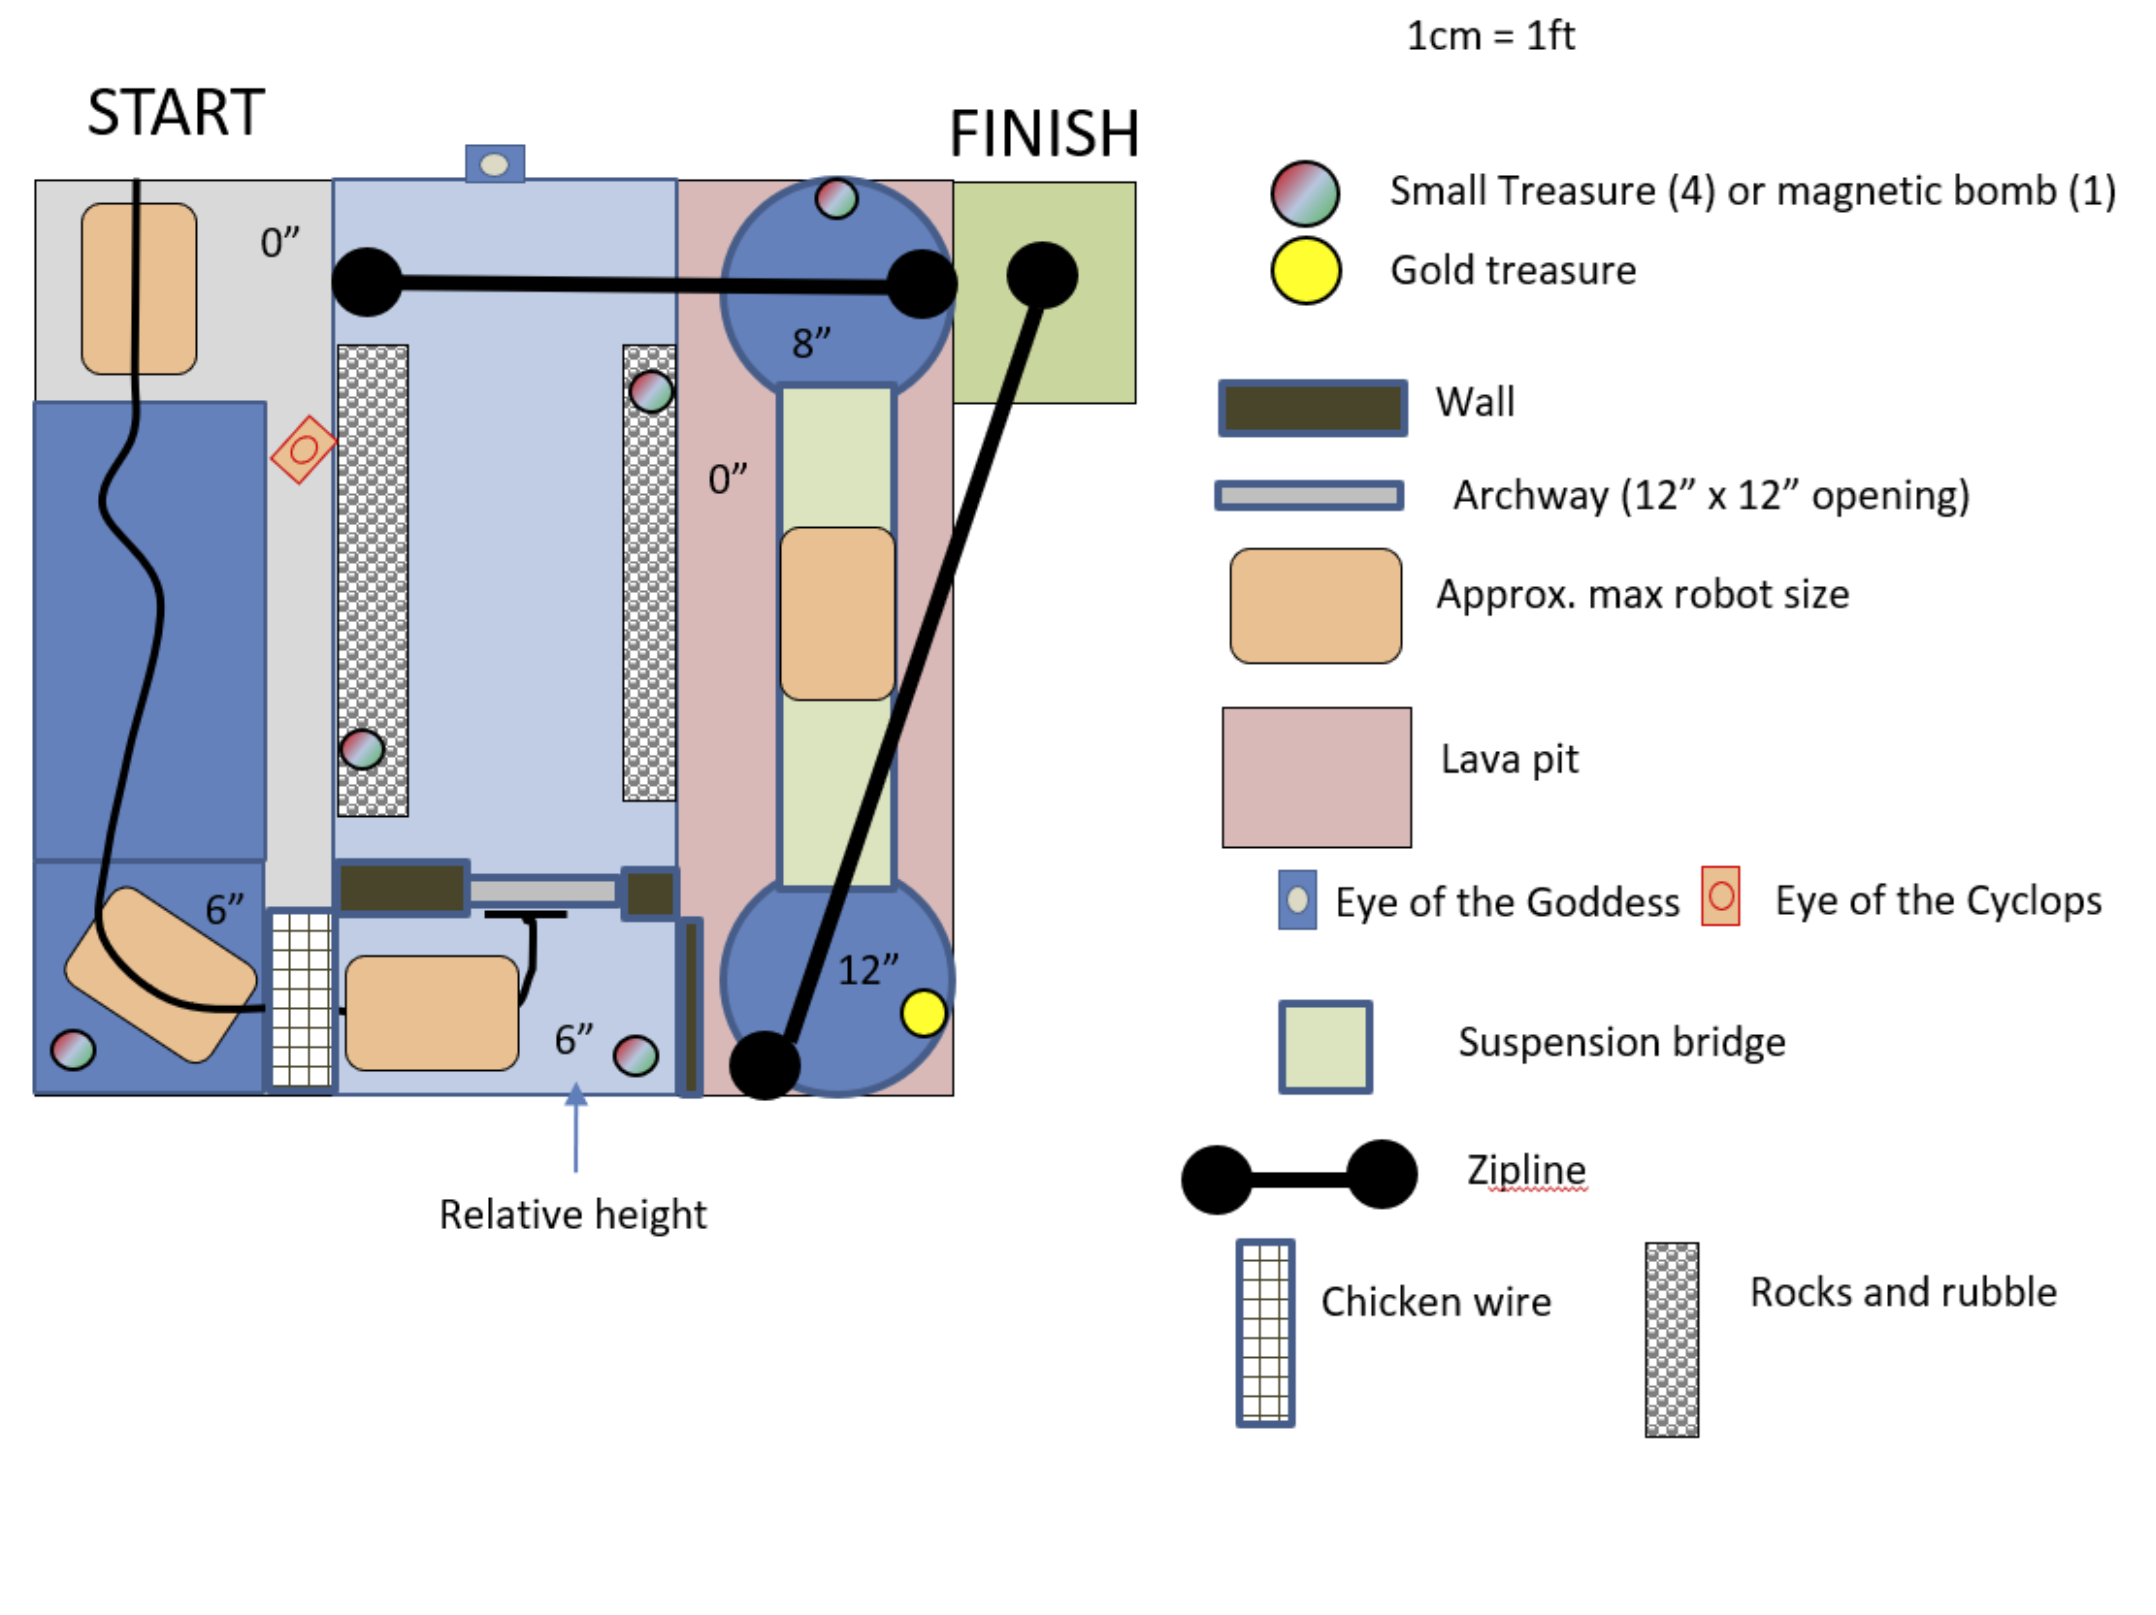 1cm = 1ft
START
FINISH
0”
8”
0”
6”
12”
6”
Relative height
Small Treasure (4) or magnetic bomb (1)
Gold treasure
Wall
Archway (12” x 12” opening)
Approx. max robot size
Lava pit
Eye of the Goddess
Eye of the Cyclops
Suspension bridge
Zipline
Chicken wire
Rocks and rubble